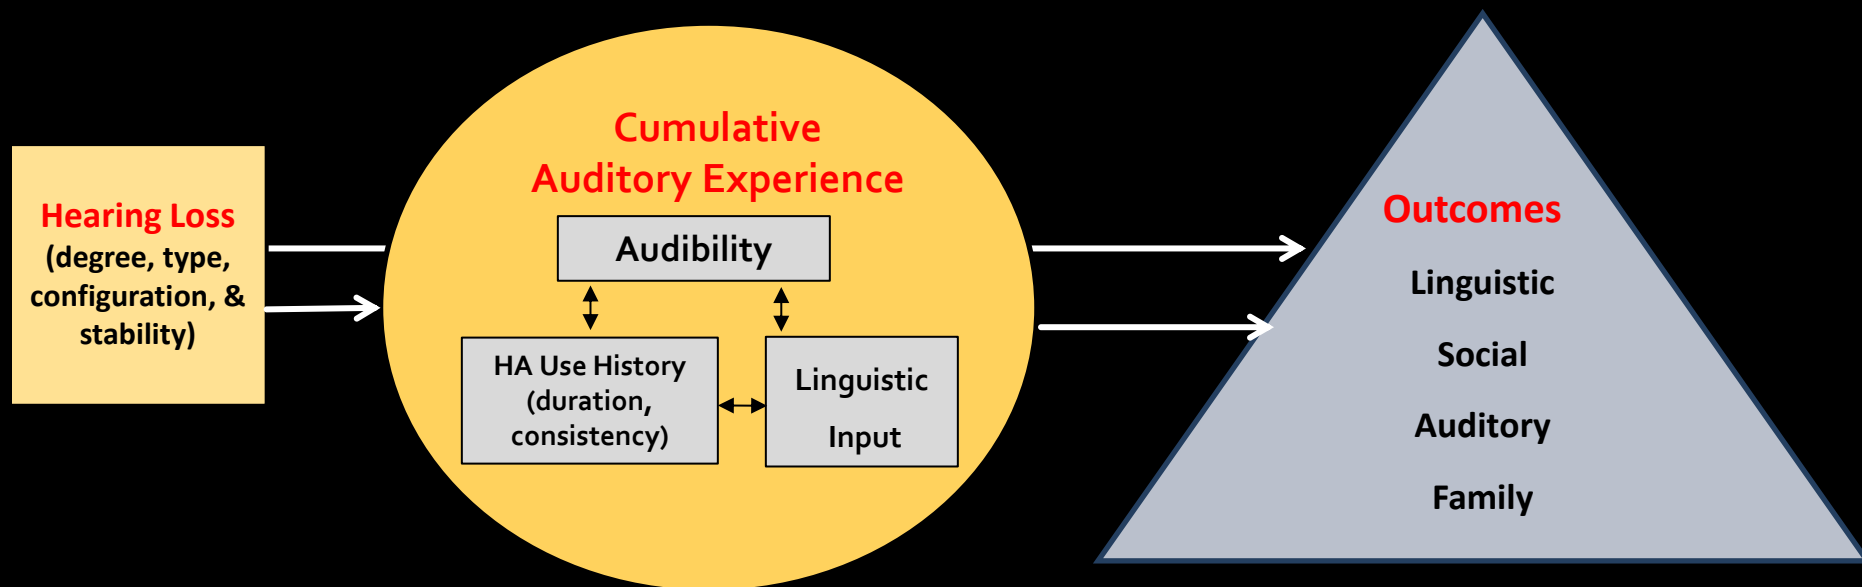 Hearing Loss
(degree, type,
configuration, &
stability)
Cumulative
Auditory Experience
Audibility
HA Use History
(duration,
consistency)
Linguistic
Input
Outcomes
Linguistic
Social
Auditory
Family